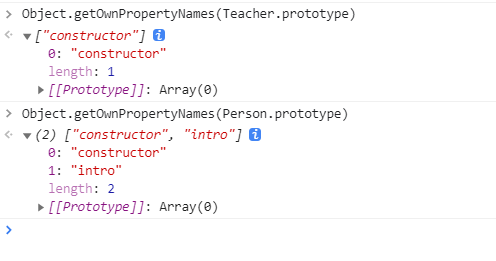 > Object.getOwnPropertyNames(Teacher.prototype)
<· ▼["constructor"] i
0: "constructor"
length: 1
▶[[Prototype]]: Array(0)
> Object.getOwnPropertyNames(Person.prototype)
<· ▼(2) ["constructor", "intro"] i
0: "constructor"
1: "intro"
length: 2
▶[[Prototype]]: Array(0)
>